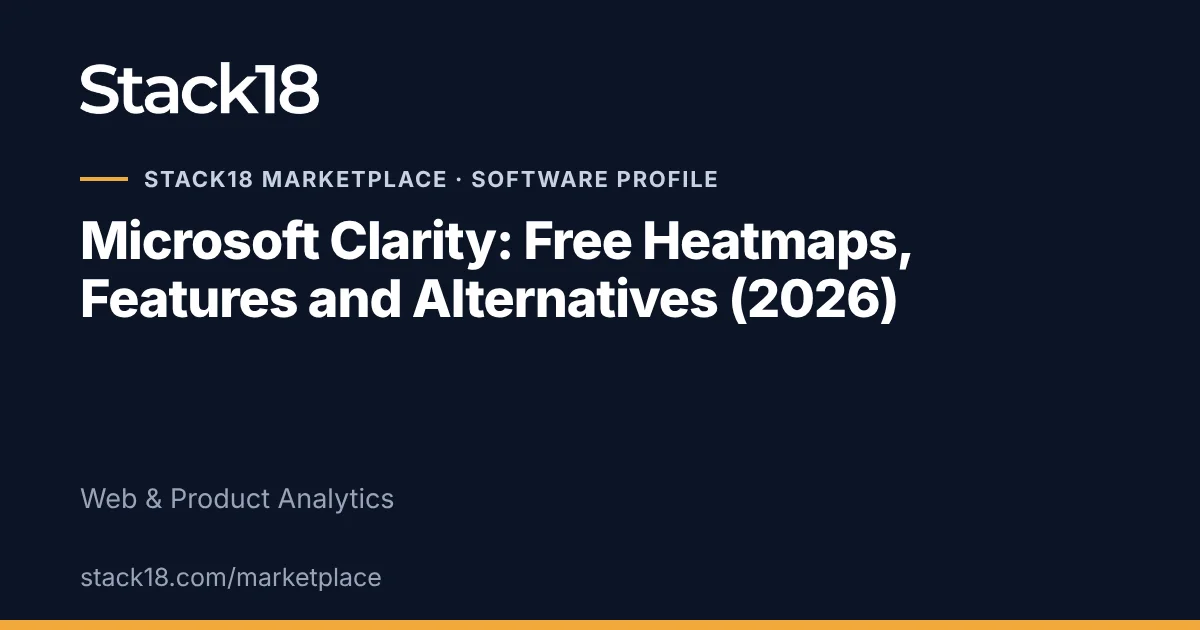 Stack18
STACK18 MARKETPLACE · SOFTWARE PROFILE
Microsoft Clarity: Free Heatmaps,
Features and Alternatives (2026)
Web & Product Analytics
stack18.com/marketplace